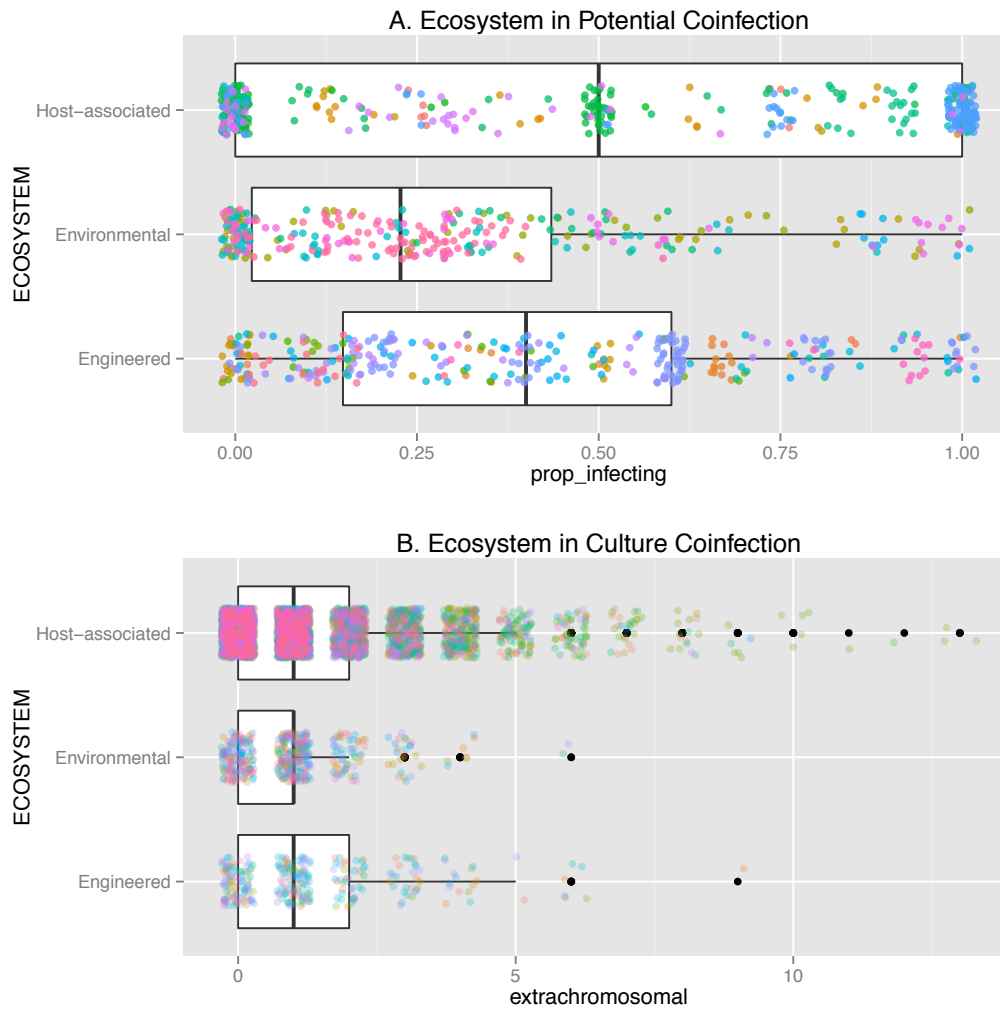 A. Ecosystem in Potential Coinfection
ECOSYSTEM
Host−associated
Environmental
Engineered
0.00 0.25 0.50 0.75 1.00
prop_infecting
B. Ecosystem in Culture Coinfection
ECOSYSTEM
Host−associated
Environmental
Engineered
0 5 10
extrachromosomal